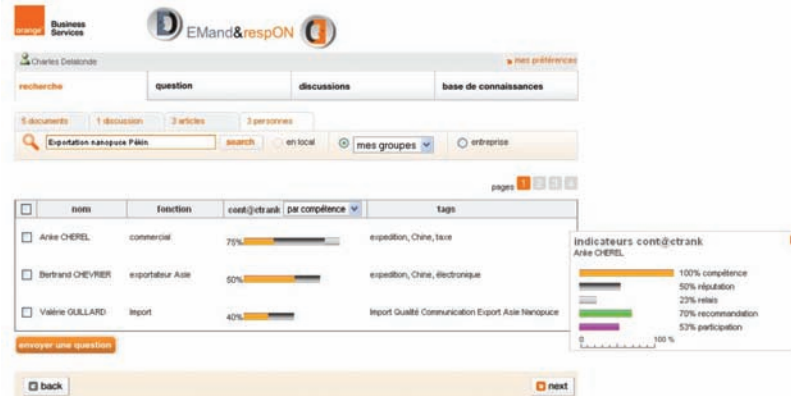 orange
Business
Services
DEMand&respON
Charles Delalonde
mes préférences
recherche question discussions base de connaissances
5 documents 1 discussion 3 articles 3 personnes
Exportation nanopuce Pékin search en local mes groupes entreprise
pages 1 2 3 4
nom fonction cont@ctrank par compétence tags
Anke CHEREL commercial 75% expedition, Chine, taxe
Bertrand CHEVRIER exportateur Asie 60% expedition, Chine, électronique
Valérie GUILLARD Import 40% Import Qualité Communication Export Asie Nanopuce
envoyer une question
back next
indicateurs cont@ctrank
Anke CHEREL
100% compétence
50% réputation
23% relais
70% recommandation
53% participation
0 100 %